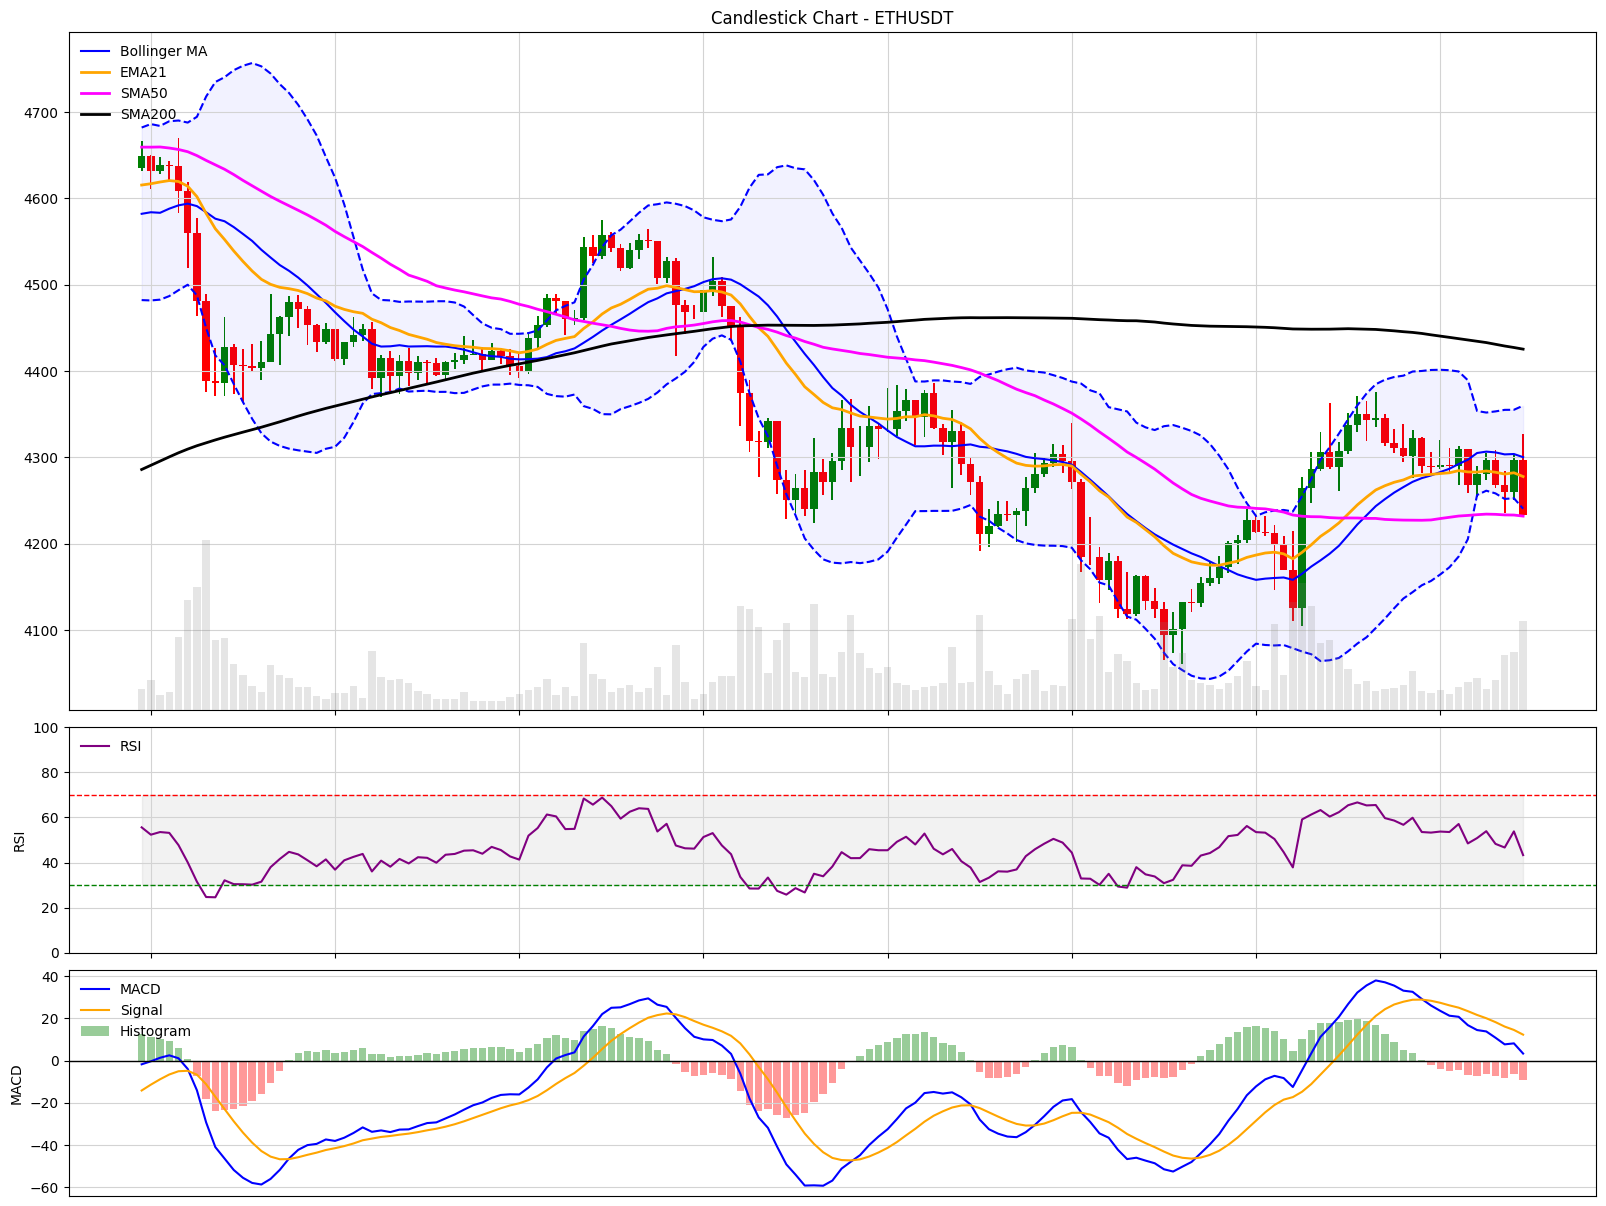 Candlestick Chart - ETHUSDT
Bollinger MA
EMA21
SMA50
SMA200
4700
4600
4500
4400
4300
4200
4100
RSI
100
80
60
40
20
0
RSI
MACD
Signal
Histogram
40
20
0
−20
−40
−60
MACD